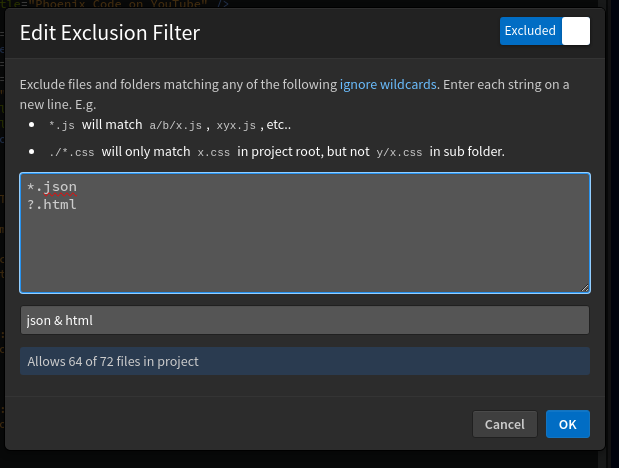 tle="Phoenix Code on YouTube" />
Edit Exclusion Filter
Excluded
Exclude files and folders matching any of the following ignore wildcards. Enter each string on a
new line. E.g.
*.js will match a/b/x.js , xyx.js , etc..
./*.css will only match x.css in project root, but not y/x.css in sub folder.
*.json
?.html
json & html
Allows 64 of 72 files in project
Cancel
OK